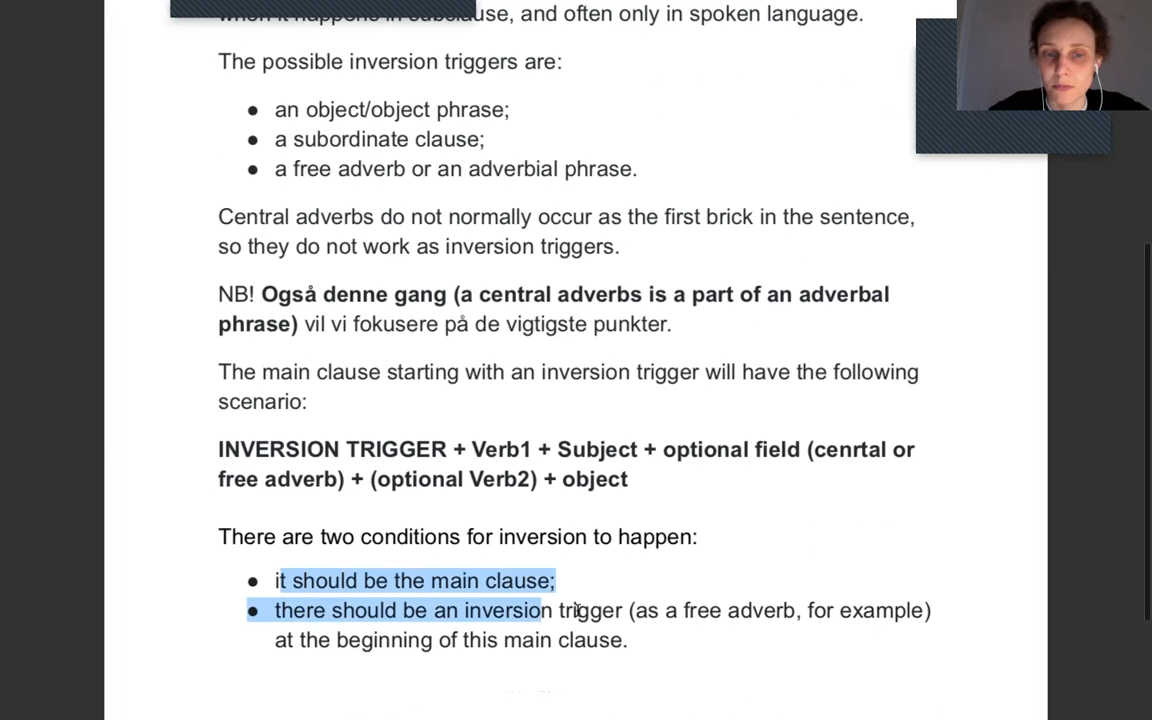 when it happens in subclause, and often only in spoken language.
The possible inversion triggers are:
● an object/object phrase;
● a subordinate clause;
● a free adverb or an adverbial phrase.
Central adverbs do not normally occur as the first brick in the sentence,
so they do not work as inversion triggers.
NB! Også denne gang (a central adverbs is a part of an adverbal
phrase) vil vi fokusere på de vigtigste punkter.
The main clause starting with an inversion trigger will have the following
scenario:
INVERSION TRIGGER + Verb1 + Subject + optional field (cenrtal or
free adverb) + (optional Verb2) + object
There are two conditions for inversion to happen:
● it should be the main clause;
● there should be an inversion trigger (as a free adverb, for example)
at the beginning of this main clause.